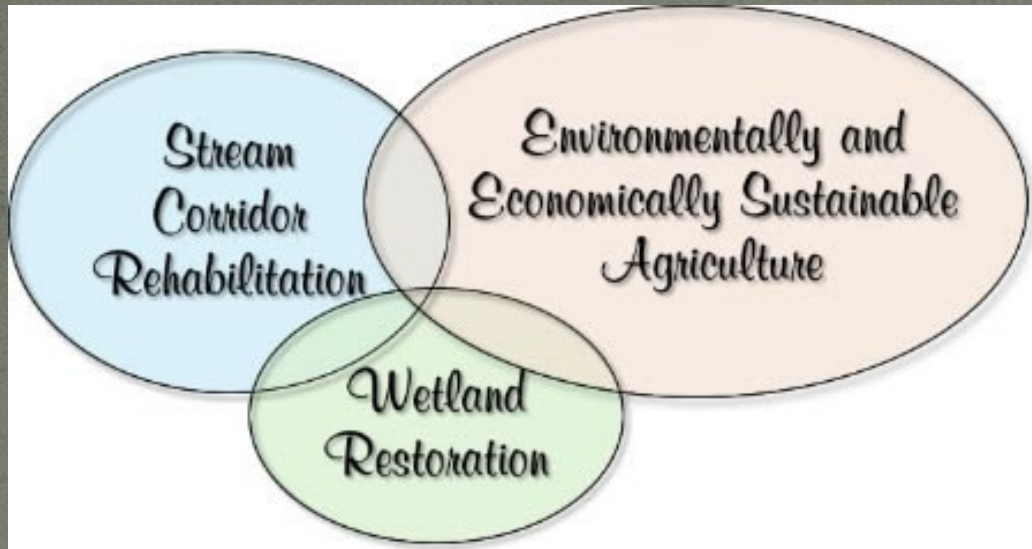 Stream
Corridor
Rehabilitation
Environmentally and
Economically Sustainable
Agriculture
Wetland
Restoration